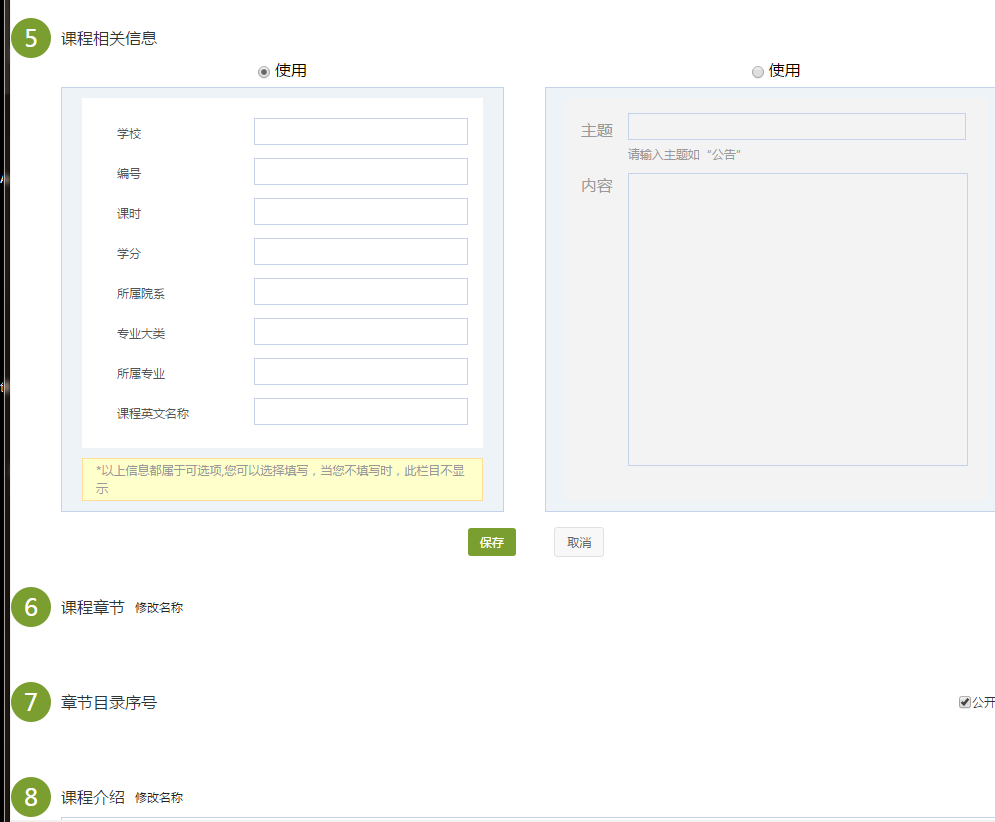 5 课程相关信息
使用 使用
学校
编号
课时
学分
所属院系
专业大类
所属专业
课程英文名称
*以上信息都属于可选项,您可以选择填写，当您不填写时，此栏目不显
示
主题
请输入主题如“公告”
内容
保存 取消
6 课程章节 修改名称
7 章节目录序号 公开
8 课程介绍 修改名称